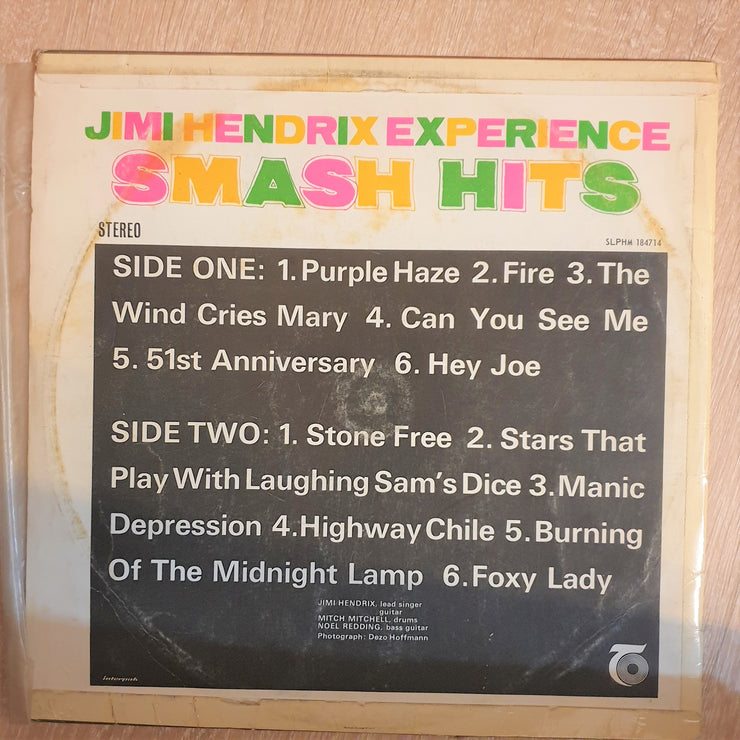 JIMI HENDRIX EXPERIENCE
SMASH HITS
STEREO
SLPHM 184714
SIDE ONE: 1. Purple Haze 2. Fire 3. The
Wind Cries Mary 4. Can You See Me
5. 51st Anniversary 6. Hey Joe
SIDE TWO: 1. Stone Free 2. Stars That
Play With Laughing Sam's Dice 3. Manic
Depression 4. Highway Chile 5. Burning
Of The Midnight Lamp 6. Foxy Lady
JIMI HENDRIX, lead singer
guitar
MITCH MITCHELL, drums
NOEL REDDING, bass guitar
Photograph: Dezo Hoffmann